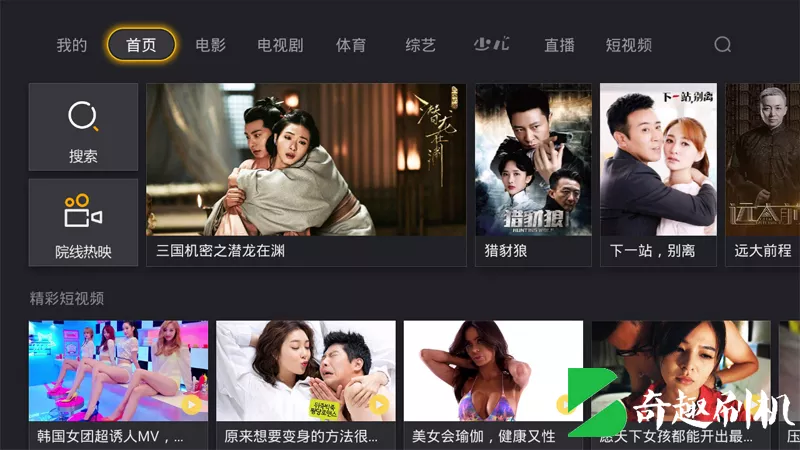 我的
首页
电影
电视剧
体育
综艺
少儿
直播
短视频
搜索
院线热映
潜龙在渊
三国机密之潜龙在渊
猎豺狼
HUNT BIG WOLF
猎豺狼
下一站,别离
下一站，别离
远大前
远大前程
精彩短视频
韩国女团超诱人MV，...
原来想要变身的方法很...
美女会瑜伽，健康又性
愿天下女孩都能开出最...
压
奇趣刷机